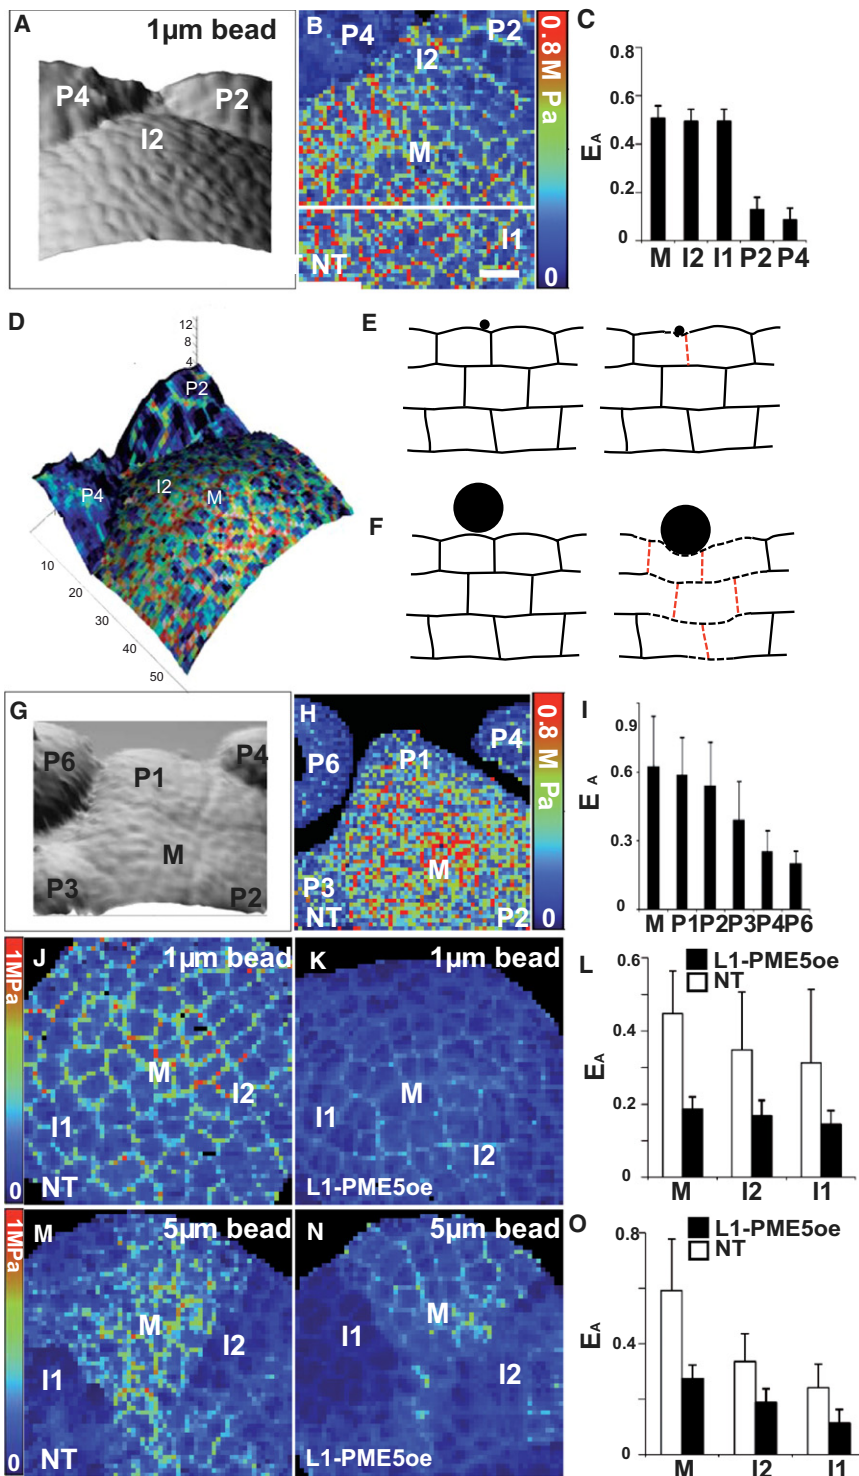 A
1µm bead
P4
P2
I2
B
P4
P2
I2
M
I1
NT
0.8 M Pa
0
C
0.8
0.6
0.4
0.2
0
EA
M I2 I1 P2 P4
D
12
8
4
P2
P4
I2
M
10
20
30
40
50
E
F
G
P6
P1
P4
M
P3
P2
H
P6
P1
P4
M
P3
NT
P2
0.8 M Pa
0
I
0.9
0.6
0.3
0
E A
M P1 P2 P3 P4 P6
1MPa
0
J
1µm bead
M
I2
I1
NT
K
1µm bead
M
I1
I2
L1-PME5oe
L
L1-PME5oe
NT
0.6
0.4
0.2
0
EA
M I2 I1
1MPa
0
M
5µm bead
M
I2
I1
NT
N
5µm bead
M
I1
I2
L1-PME5oe
O
L1-PME5oe
NT
0.8
0.4
0
EA
M I2 I1